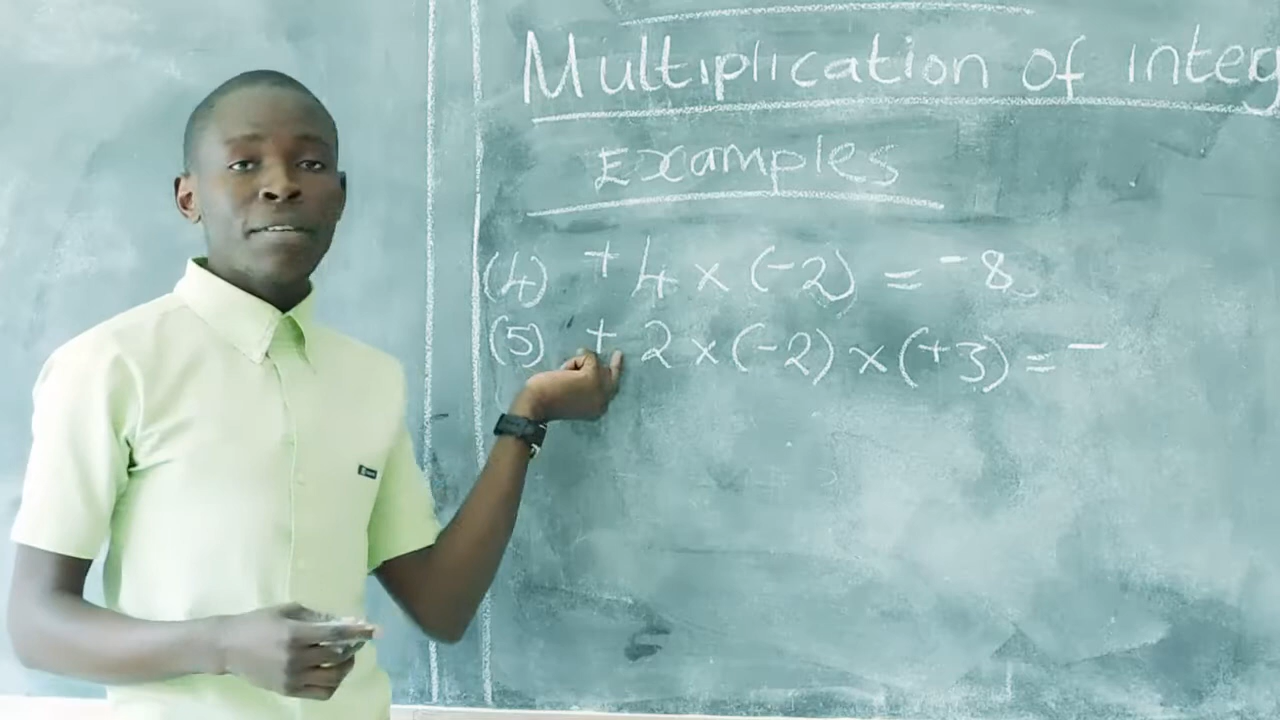 Multiplication of integ
Examples
(4) +4 × (-2) = -8
(5) +2 × (-2) × (+3) = -